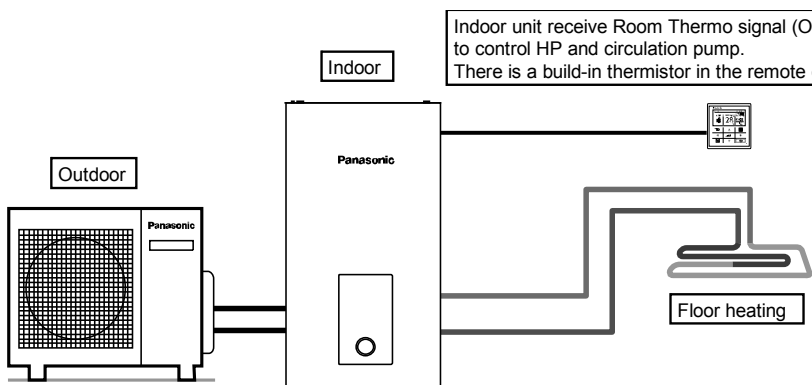 Indoor unit receive Room Thermo signal (O
to control HP and circulation pump.
There is a build-in thermistor in the remote
Indoor
Panasonic
Outdoor
Panasonic
Floor heating